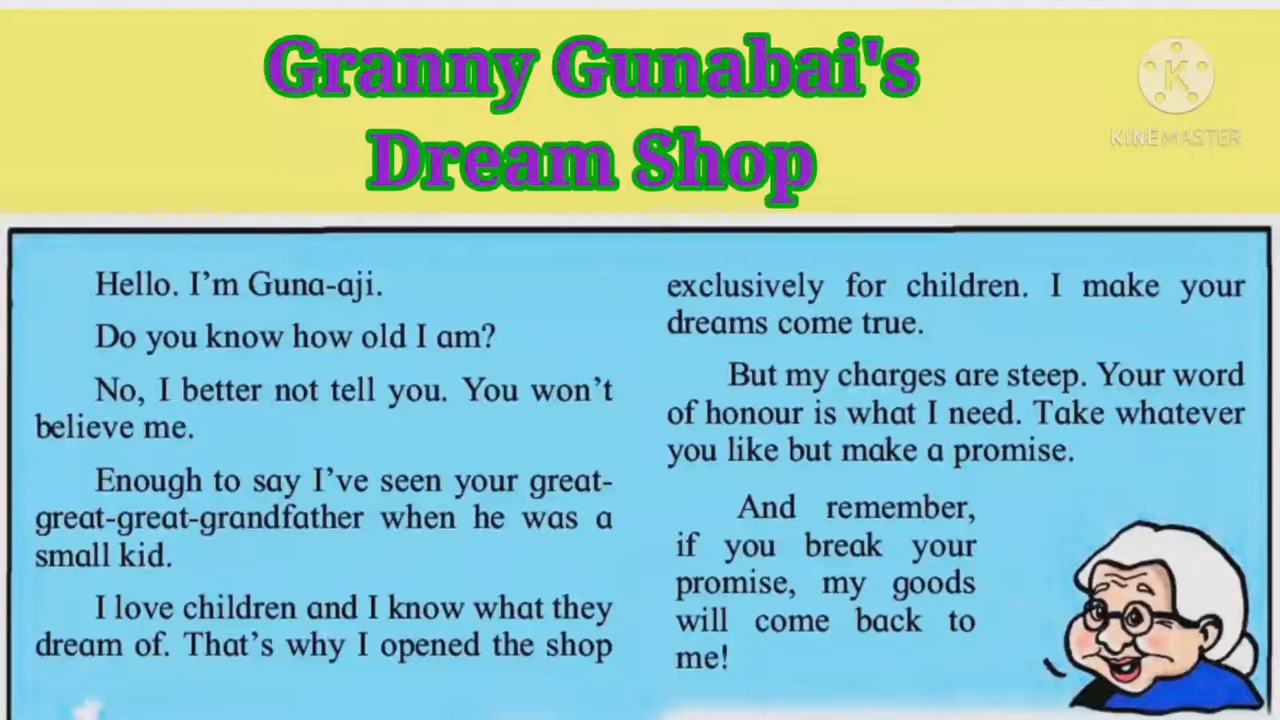 Granny Gunabai's
Dream Shop
KINEMASTER
Hello. I'm Guna-aji.
Do you know how old I am?
No, I better not tell you. You won't
believe me.
Enough to say I've seen your great-
great-great-grandfather when he was a
small kid.
I love children and I know what they
dream of. That's why I opened the shop
exclusively for children. I make your
dreams come true.
But my charges are steep. Your word
of honour is what I need. Take whatever
you like but make a promise.
And remember,
if you break your
promise, my goods
will come back to
me!